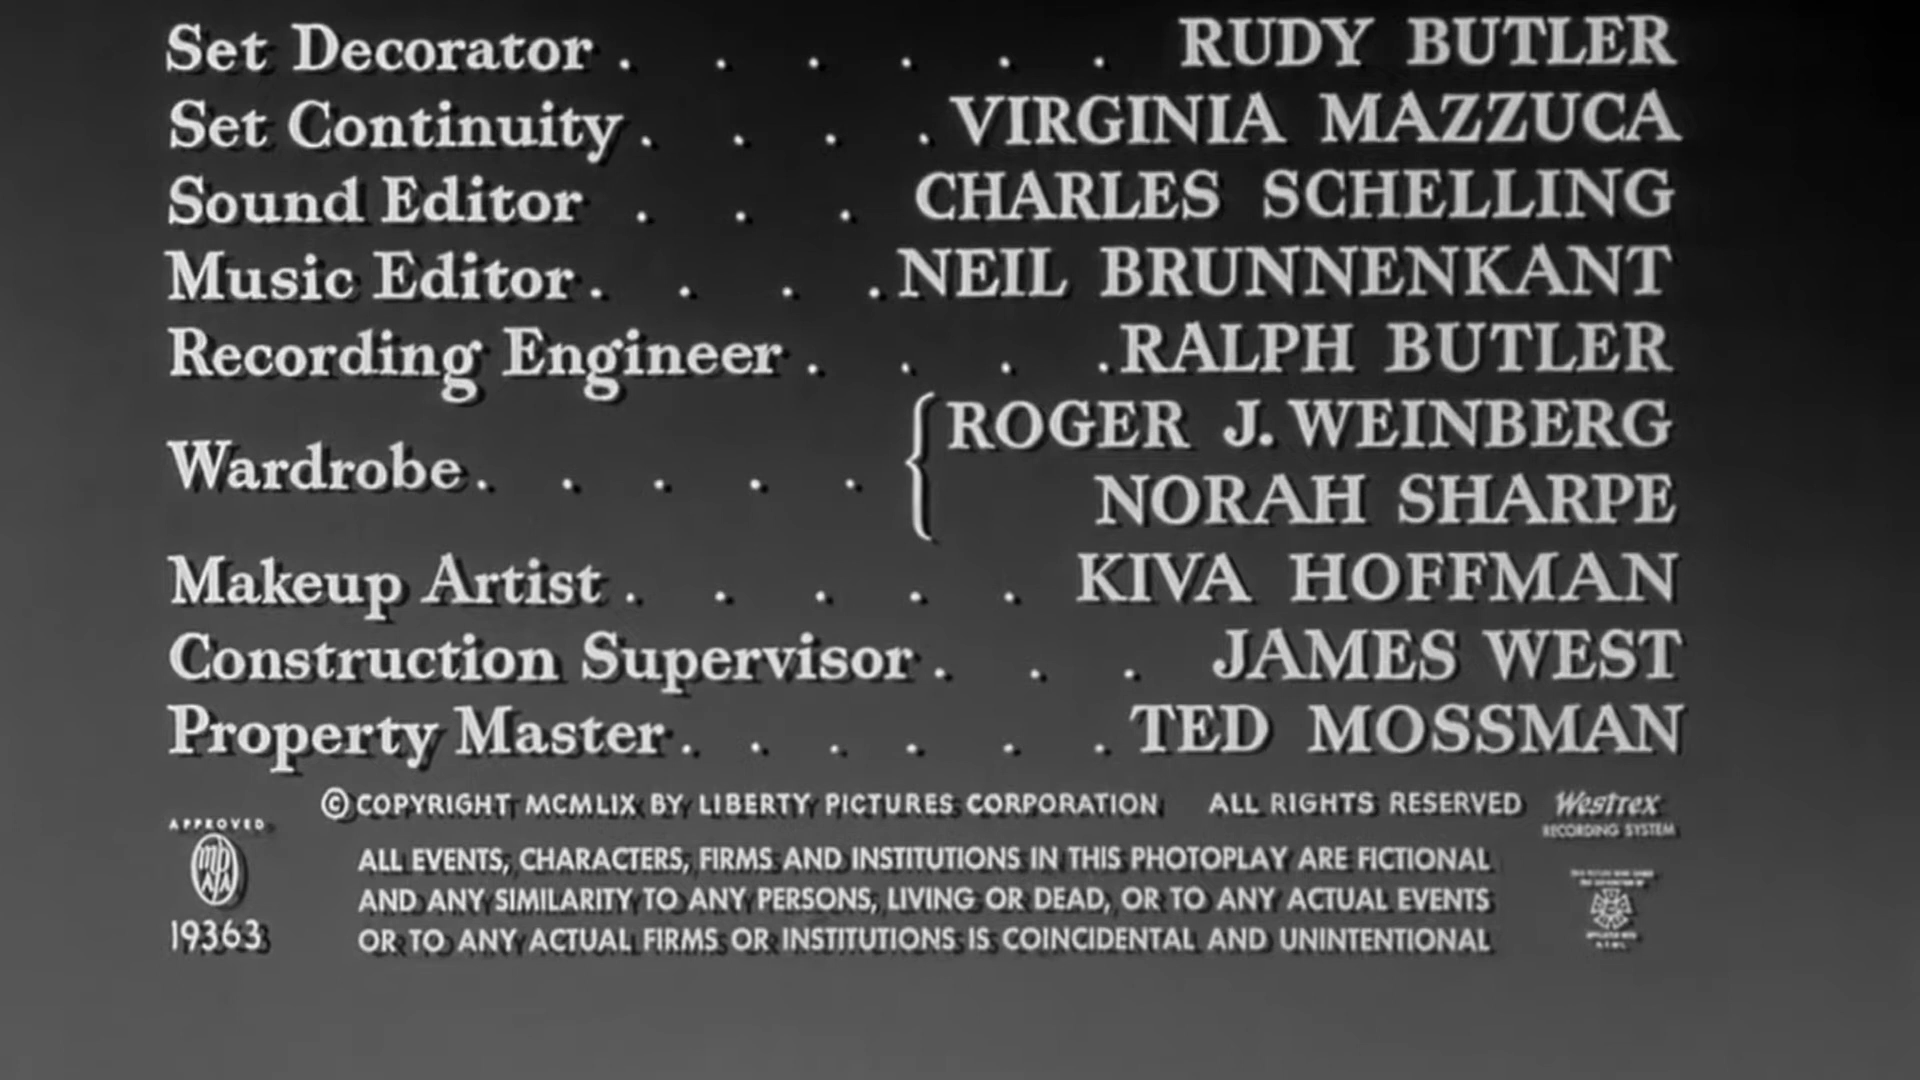 Set Decorator . . . . . . RUDY BUTLER
Set Continuity . . . . VIRGINIA MAZZUCA
Sound Editor . . . CHARLES SCHELLING
Music Editor . . . . NEIL BRUNNENKANT
Recording Engineer . . . . RALPH BUTLER
Wardrobe . . . . . { ROGER J. WEINBERG
NORAH SHARPE
Makeup Artist . . . . . KIVA HOFFMAN
Construction Supervisor . . . JAMES WEST
Property Master . . . . . . TED MOSSMAN
© COPYRIGHT MCMLIX BY LIBERTY PICTURES CORPORATION ALL RIGHTS RESERVED
Westrex
RECORDING SYSTEM
APPROVED
MPAA
19363
ALL EVENTS, CHARACTERS, FIRMS AND INSTITUTIONS IN THIS PHOTOPLAY ARE FICTIONAL
AND ANY SIMILARITY TO ANY PERSONS, LIVING OR DEAD, OR TO ANY ACTUAL EVENTS
OR TO ANY ACTUAL FIRMS OR INSTITUTIONS IS COINCIDENTAL AND UNINTENTIONAL